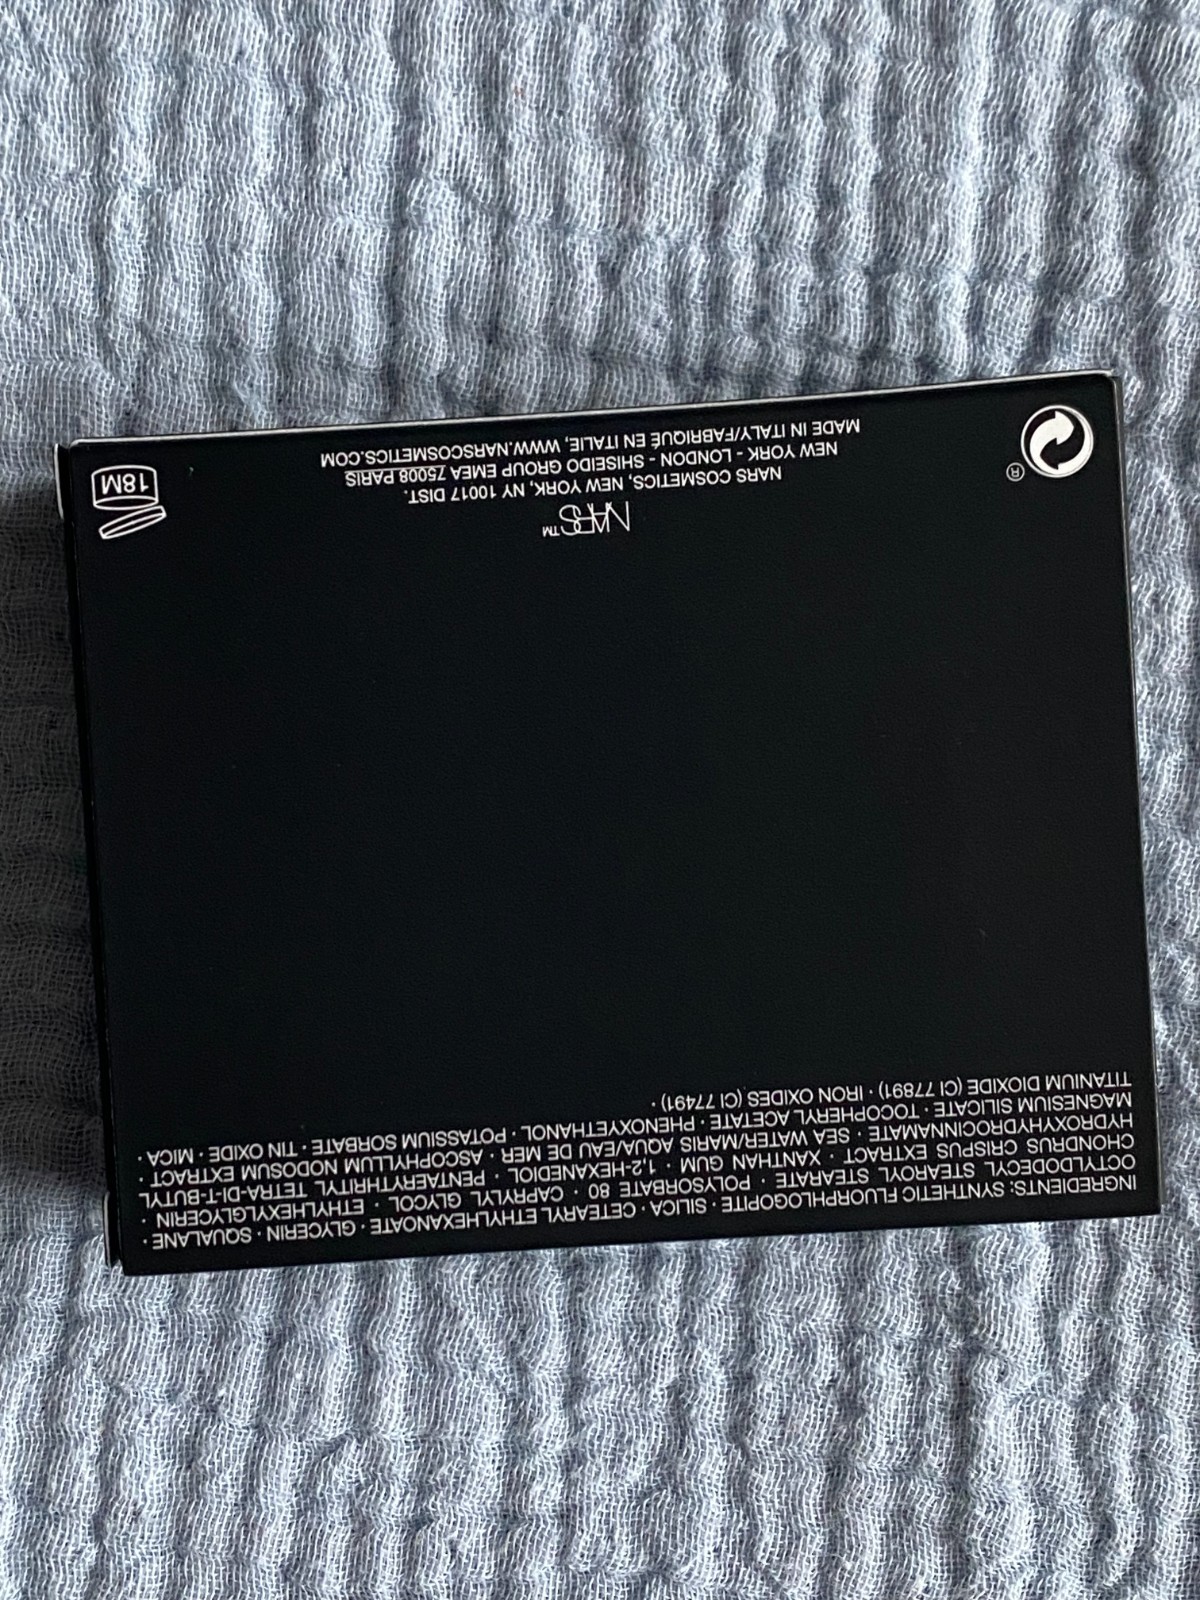 INGREDIENTS: SYNTHETIC FLUORPHLOGOPITE · SILICA · CETEARYL ETHYLHEXANOATE · GLYCERIN · SQUALANE ·
OCTYLDODECYL STEAROYL STEARATE · POLYSORBATE 80 · CAPRYLYL GLYCOL · ETHYLHEXYLGLYCERIN ·
CHONDRUS CRISPUS EXTRACT · XANTHAN GUM · 1,2-HEXANEDIOL · PENTAERYTHRITYL TETRA-DI-T-BUTYL
HYDROXYHYDROCINNAMATE · SEA WATER/MARIS AQUA/EAU DE MER · ASCOPHYLLUM NODOSUM EXTRACT ·
MAGNESIUM SILICATE · TOCOPHERYL ACETATE · PHENOXYETHANOL · POTASSIUM SORBATE · TIN OXIDE · MICA ·
TITANIUM DIOXIDE (CI 77891) · IRON OXIDES (CI 77491) ·
NARS™
NARS COSMETICS, NEW YORK, NY 10017 DIST.
NEW YORK - LONDON - SHISEIDO GROUP EMEA 75008 PARIS
MADE IN ITALY/FABRIQUÉ EN ITALIE, WWW.NARSCOSMETICS.COM
®
18M